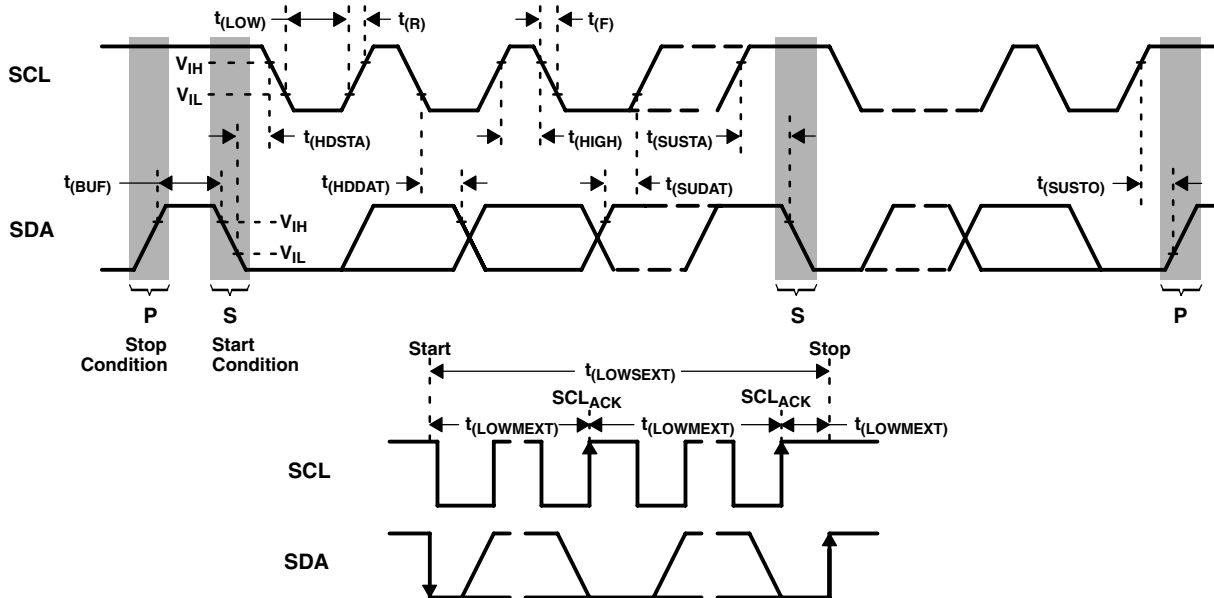 t(LOW) t(R) t(F)
SCL
VIH
VIL
t(HDSTA) t(HIGH) t(SUSTA)
t(BUF) t(HDDAT) t(SUDAT) t(SUSTO)
SDA
VIH
VIL
P S S P
Stop Condition
Start Condition
Start Stop
t(LOWSEXT)
SCLACK SCLACK
t(LOWMEXT) t(LOWMEXT) t(LOWMEXT)
SCL
SDA